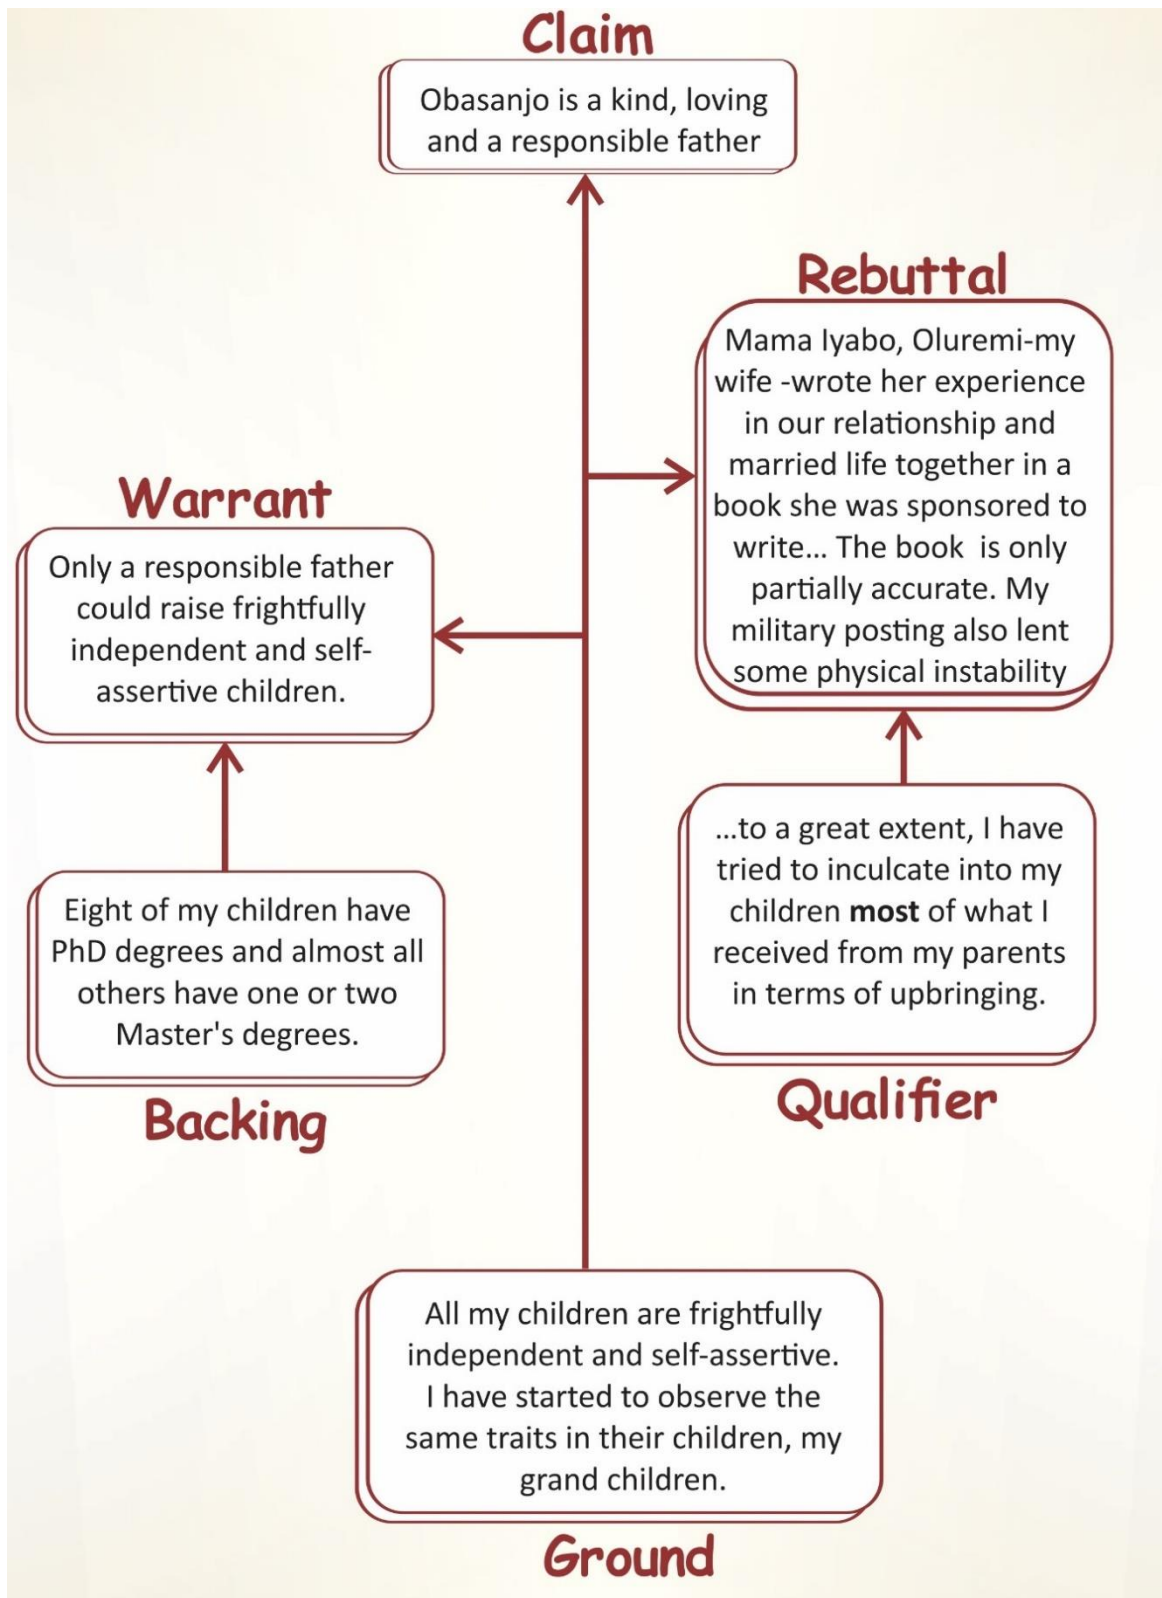 Claim
Obasanjo is a kind, loving
and a responsible father
Rebuttal
Mama Iyabo, Oluremi-my
wife -wrote her experience
in our relationship and
married life together in a
book she was sponsored to
write... The book is only
partially accurate. My
military posting also lent
some physical instability
Warrant
Only a responsible father
could raise frightfully
independent and self-
assertive children.
Eight of my children have
PhD degrees and almost all
others have one or two
Master's degrees.
Backing
...to a great extent, I have
tried to inculcate into my
children most of what I
received from my parents
in terms of upbringing.
Qualifier
All my children are frightfully
independent and self-assertive.
I have started to observe the
same traits in their children, my
grand children.
Ground